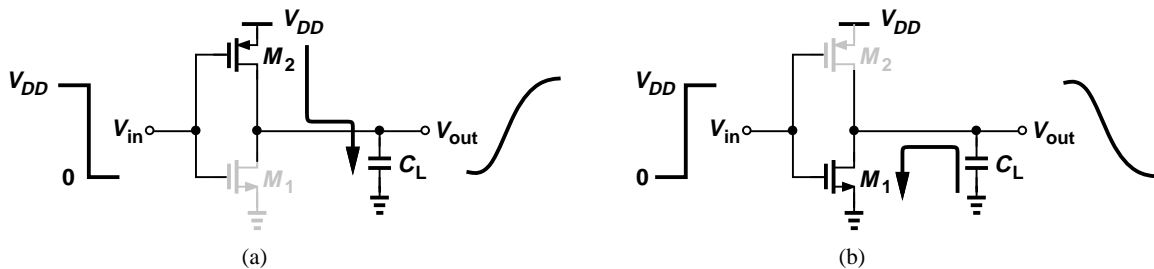 V_DD
M_2
V_DD
V_in
V_out
C_L
M_1
0
(a)
V_DD
M_2
V_DD
V_in
V_out
C_L
M_1
0
(b)